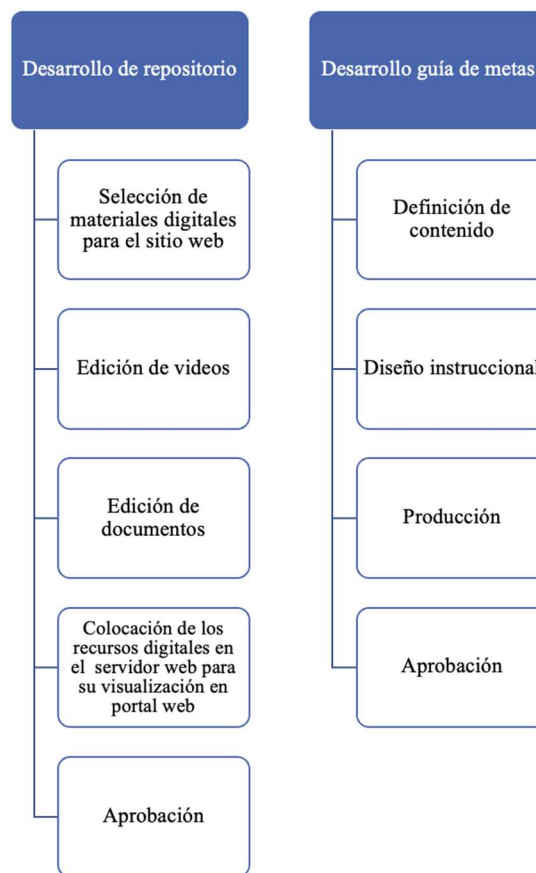 Desarrollo de repositorio
Selección de
materiales digitales
para el sitio web
Edición de videos
Edición de
documentos
Colocación de los
recursos digitales en
el servidor web para
su visualización en
portal web
Aprobación
Desarrollo guía de metas
Definición de
contenido
Diseño instruccional
Producción
Aprobación